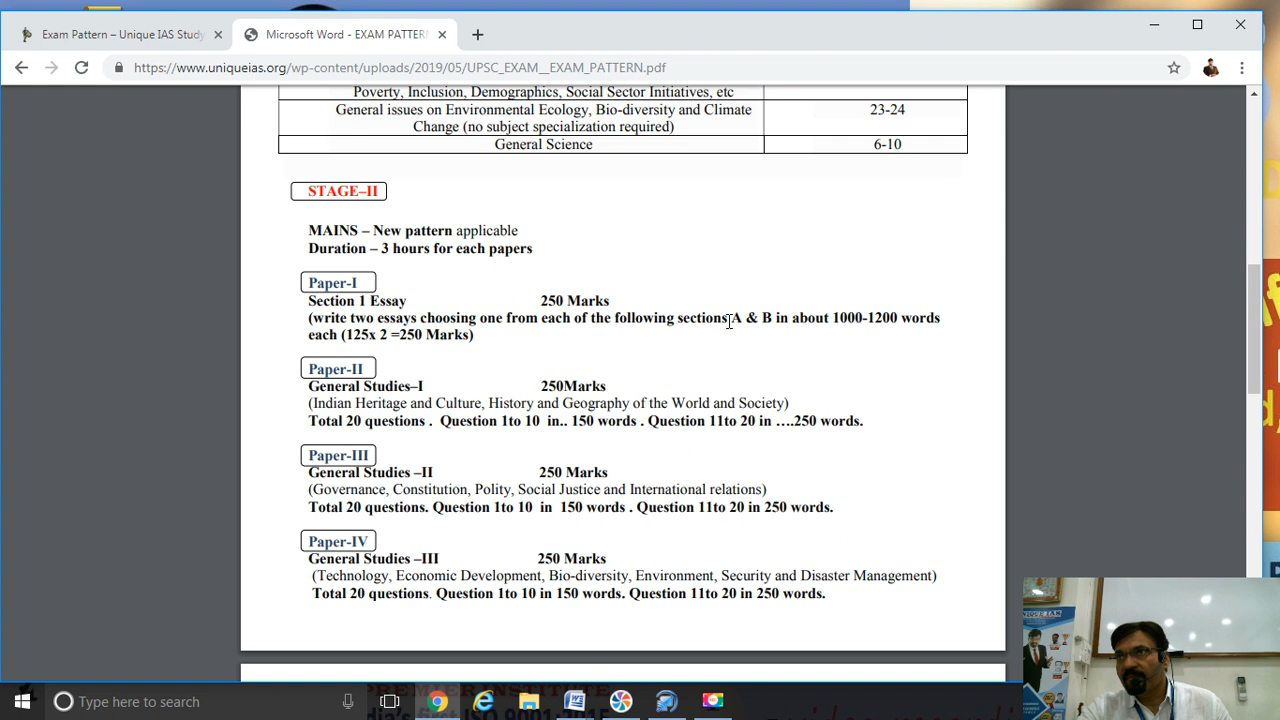 Exam Pattern – Unique IAS Study
Microsoft Word - EXAM PATTERN
https://www.uniqueias.org/wp-content/uploads/2019/05/UPSC_EXAM__EXAM_PATTERN.pdf
Poverty, Inclusion, Demographics, Social Sector Initiatives, etc
General issues on Environmental Ecology, Bio-diversity and Climate 23-24
Change (no subject specialization required)
General Science 6-10
STAGE–II
MAINS – New pattern applicable
Duration – 3 hours for each papers
Paper-I
Section 1 Essay 250 Marks
(write two essays choosing one from each of the following sections A & B in about 1000-1200 words
each (125x 2 =250 Marks)
Paper-II
General Studies–I 250Marks
(Indian Heritage and Culture, History and Geography of the World and Society)
Total 20 questions . Question 1to 10 in.. 150 words . Question 11to 20 in ….250 words.
Paper-III
General Studies –II 250 Marks
(Governance, Constitution, Polity, Social Justice and International relations)
Total 20 questions. Question 1to 10 in 150 words . Question 11to 20 in 250 words.
Paper-IV
General Studies –III 250 Marks
(Technology, Economic Development, Bio-diversity, Environment, Security and Disaster Management)
Total 20 questions. Question 1to 10 in 150 words. Question 11to 20 in 250 words.
UNIQUE IAS
Type here to search